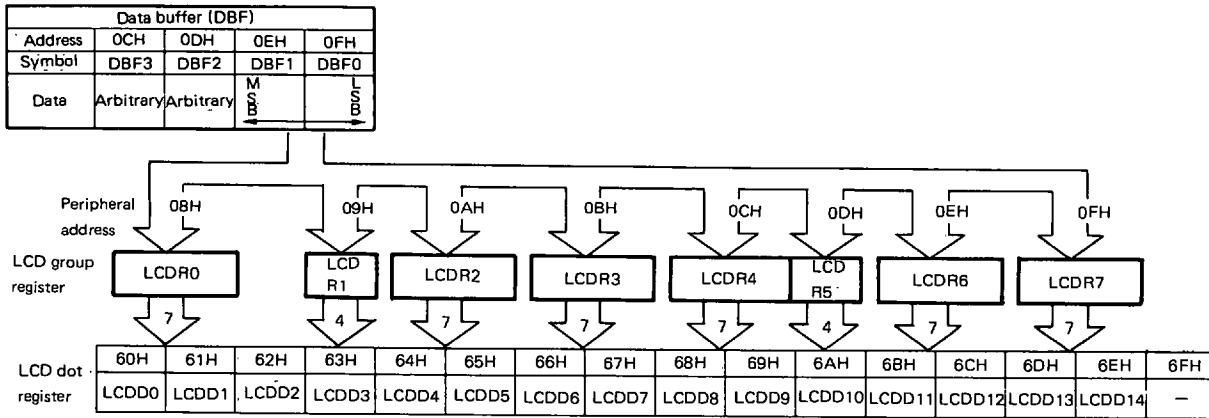 Data buffer (DBF)
Address 0CH 0DH 0EH 0FH
Symbol DBF3 DBF2 DBF1 DBF0
Data Arbitrary Arbitrary MSB LSB
Peripheral address 08H 09H 0AH 0BH 0CH 0DH 0EH 0FH
LCD group register LCDR0 LCD R1 LCDR2 LCDR3 LCDR4 LCD R5 LCDR6 LCDR7
7 4 7 7 7 4 7 7
LCD dot register
60H 61H 62H 63H 64H 65H 66H 67H 68H 69H 6AH 6BH 6CH 6DH 6EH 6FH
LCDD0 LCDD1 LCDD2 LCDD3 LCDD4 LCDD5 LCDD6 LCDD7 LCDD8 LCDD9 LCDD10 LCDD11 LCDD12 LCDD13 LCDD14 –